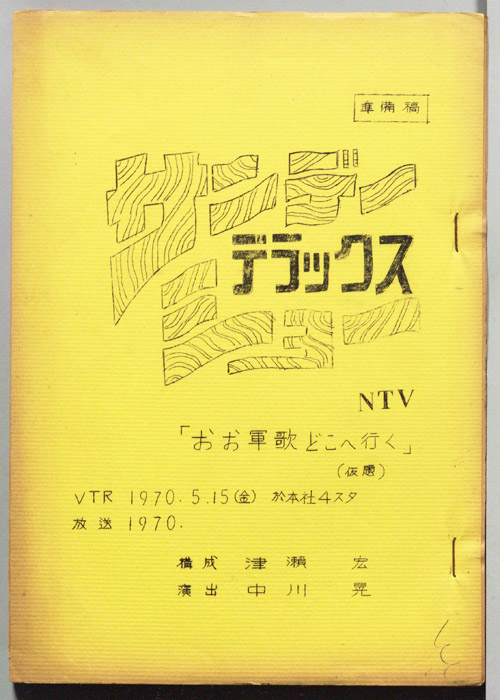 準備稿
サンデー
デラックス
ショー
NTV
「おお軍歌どこへ行く」
(仮題)
VTR 1970.5.15(金) 於本社4スタ
放送 1970.
構成 津瀬 宏
演出 中川 晃